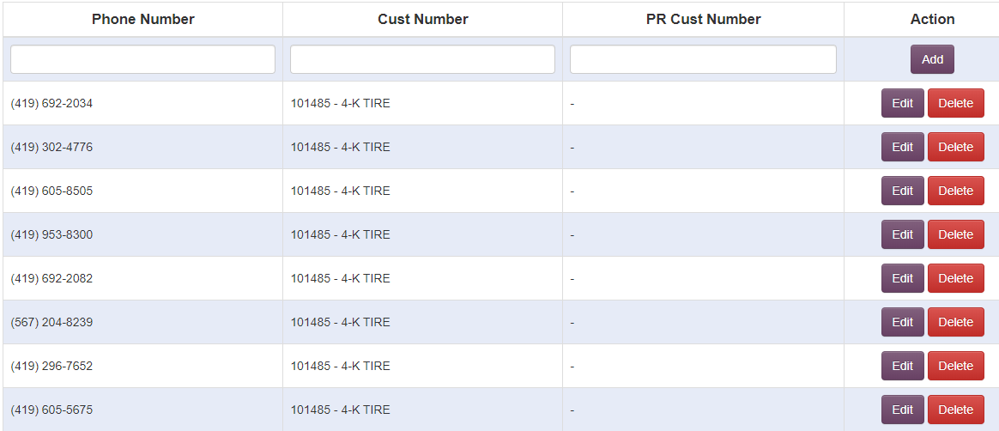 Phone Number Cust Number PR Cust Number Action
Add
(419) 692-2034 101485 - 4-K TIRE - Edit Delete
(419) 302-4776 101485 - 4-K TIRE - Edit Delete
(419) 605-8505 101485 - 4-K TIRE - Edit Delete
(419) 953-8300 101485 - 4-K TIRE - Edit Delete
(419) 692-2082 101485 - 4-K TIRE - Edit Delete
(567) 204-8239 101485 - 4-K TIRE - Edit Delete
(419) 296-7652 101485 - 4-K TIRE - Edit Delete
(419) 605-5675 101485 - 4-K TIRE - Edit Delete